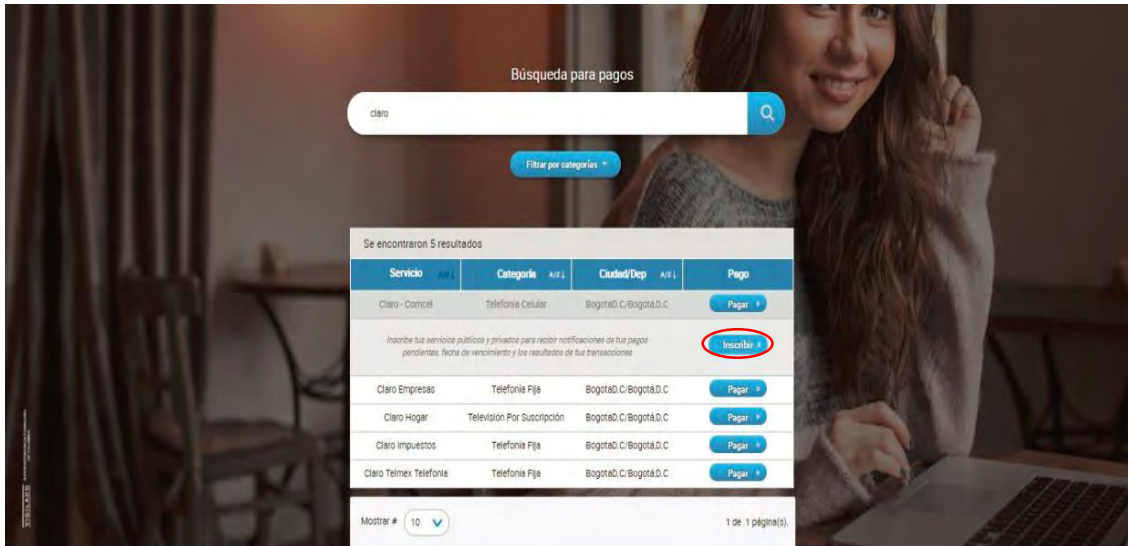 Búsqueda para pagos
claro
Filtrar por categorías
Se encontraron 5 resultados
Servicio A/Z↓ Categoría A/Z↓ Ciudad/Dep A/Z↓ Pago
Claro - Comcel Telefonía Celular BogotaD.C/Bogotá,D.C Pagar
Inscribe tus servicios públicos y privados para recibir notificaciones de tus pagos
pendientes, fecha de vencimiento y los resultados de tus transacciones
Inscribir
Claro Empresas Telefonía Fija BogotaD.C/Bogotá,D.C Pagar
Claro Hogar Televisión Por Suscripción BogotaD.C/Bogotá,D.C Pagar
Claro Impuestos Telefonía Fija BogotaD.C/Bogotá,D.C Pagar
Claro Telmex Telefonia Telefonía Fija BogotaD.C/Bogotá,D.C Pagar
Mostrar # 10 1 de 1 página(s).
VIGILADO